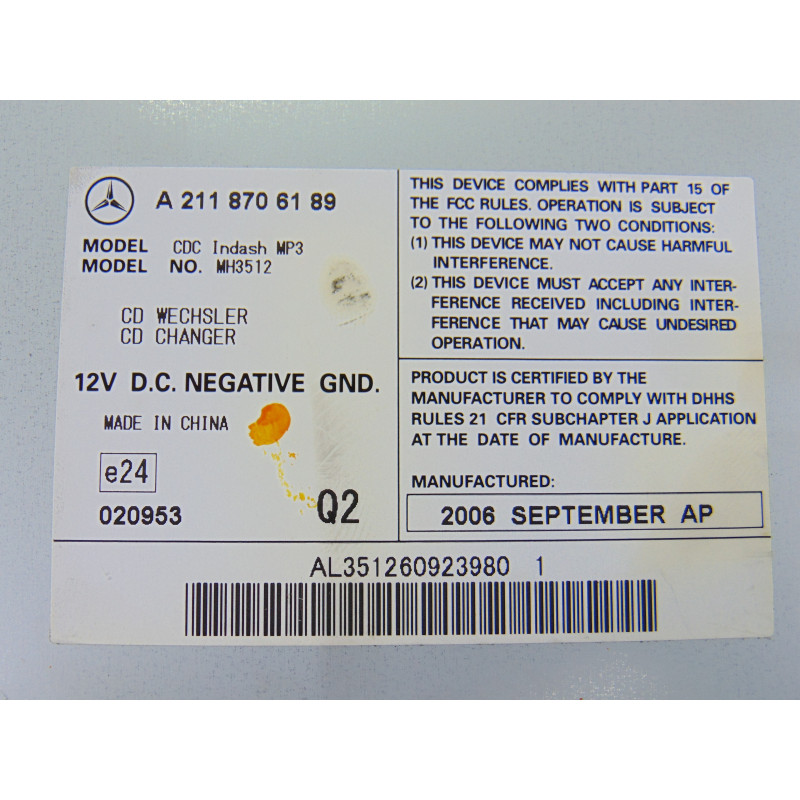 A 211 870 61 89
MODEL CDC Indash MP3
MODEL NO. MH3512
CD WECHSLER
CD CHANGER
12V D.C. NEGATIVE GND.
MADE IN CHINA
e24
020953
Q2
THIS DEVICE COMPLIES WITH PART 15 OF
THE FCC RULES. OPERATION IS SUBJECT
TO THE FOLLOWING TWO CONDITIONS:
(1) THIS DEVICE MAY NOT CAUSE HARMFUL
INTERFERENCE.
(2) THIS DEVICE MUST ACCEPT ANY INTER-
FERENCE RECEIVED INCLUDING INTER-
FERENCE THAT MAY CAUSE UNDESIRED
OPERATION.
PRODUCT IS CERTIFIED BY THE
MANUFACTURER TO COMPLY WITH DHHS
RULES 21 CFR SUBCHAPTER J APPLICATION
AT THE DATE OF MANUFACTURE.
MANUFACTURED:
2006 SEPTEMBER AP
AL351260923980 1